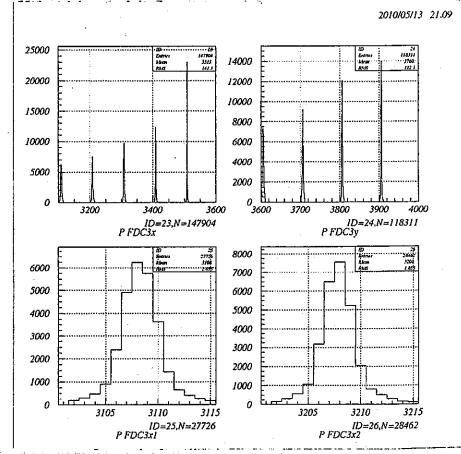 2010/05/13 21.09
ID
Entries 147904
Mean
RMS
25000
20000
15000
10000
5000
0
3200 3400 3600
ID=23,N=147904
P FDC3x
ID
Entries 118311
Mean
RMS
14000
12000
10000
8000
6000
4000
2000
0
3600 3700 3800 3900 4000
ID=24,N=118311
P FDC3y
ID
Entries 27726
Mean
RMS
6000
5000
4000
3000
2000
1000
0
3105 3110 3115
ID=25,N=27726
P FDC3x1
ID
Entries 28462
Mean
RMS
8000
7000
6000
5000
4000
3000
2000
1000
0
3205 3210 3215
ID=26,N=28462
P FDC3x2